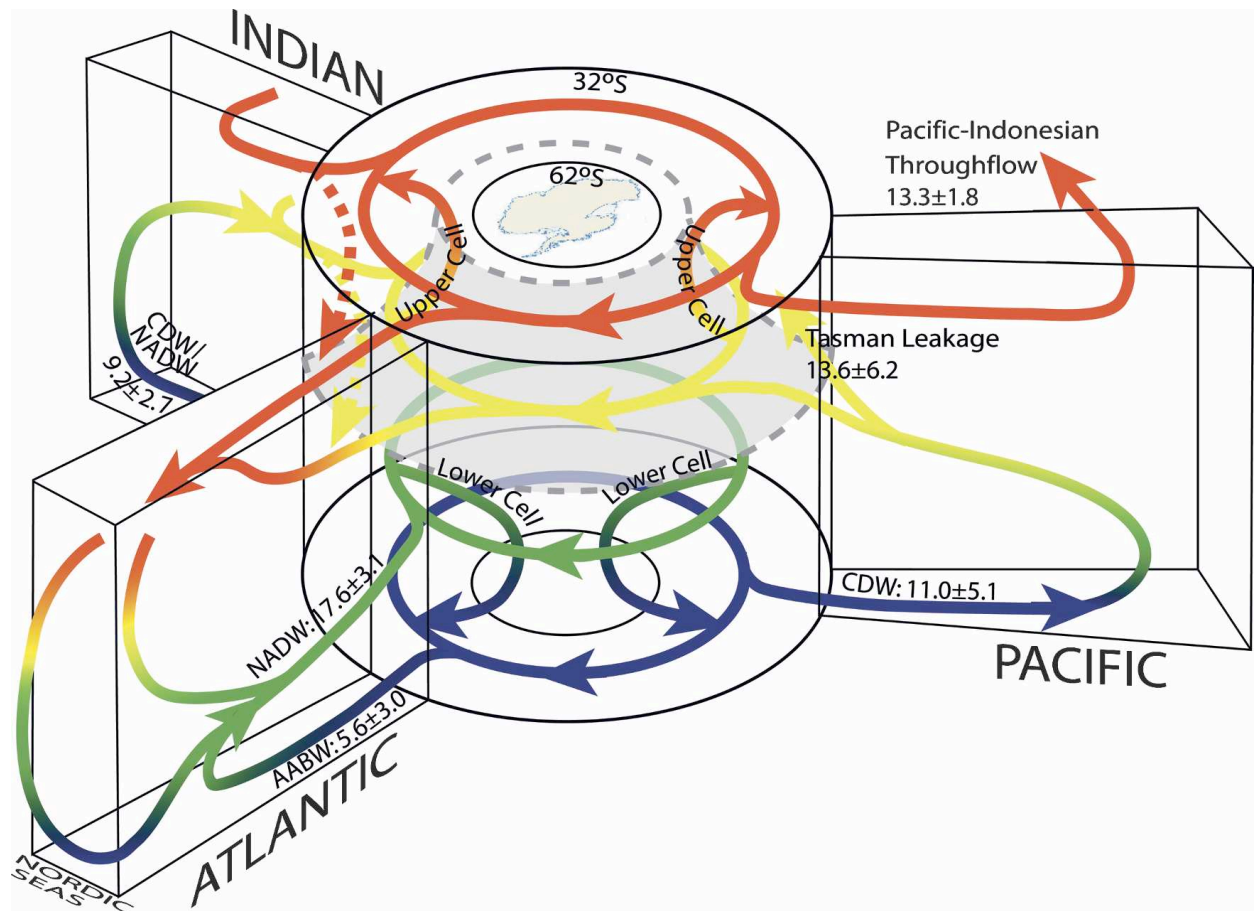 INDIAN
32ºS
62ºS
Pacific-Indonesian
Throughflow
13.3±1.8
Upper Cell
Upper Cell
CDW/
NADW
9.2±2.7
Tasman Leakage
13.6±6.2
Lower Cell
Lower Cell
NADW: 17.6±3.1
CDW: 11.0±5.1
PACIFIC
AABW: 5.6±3.0
ATLANTIC
NORDIC
SEAS